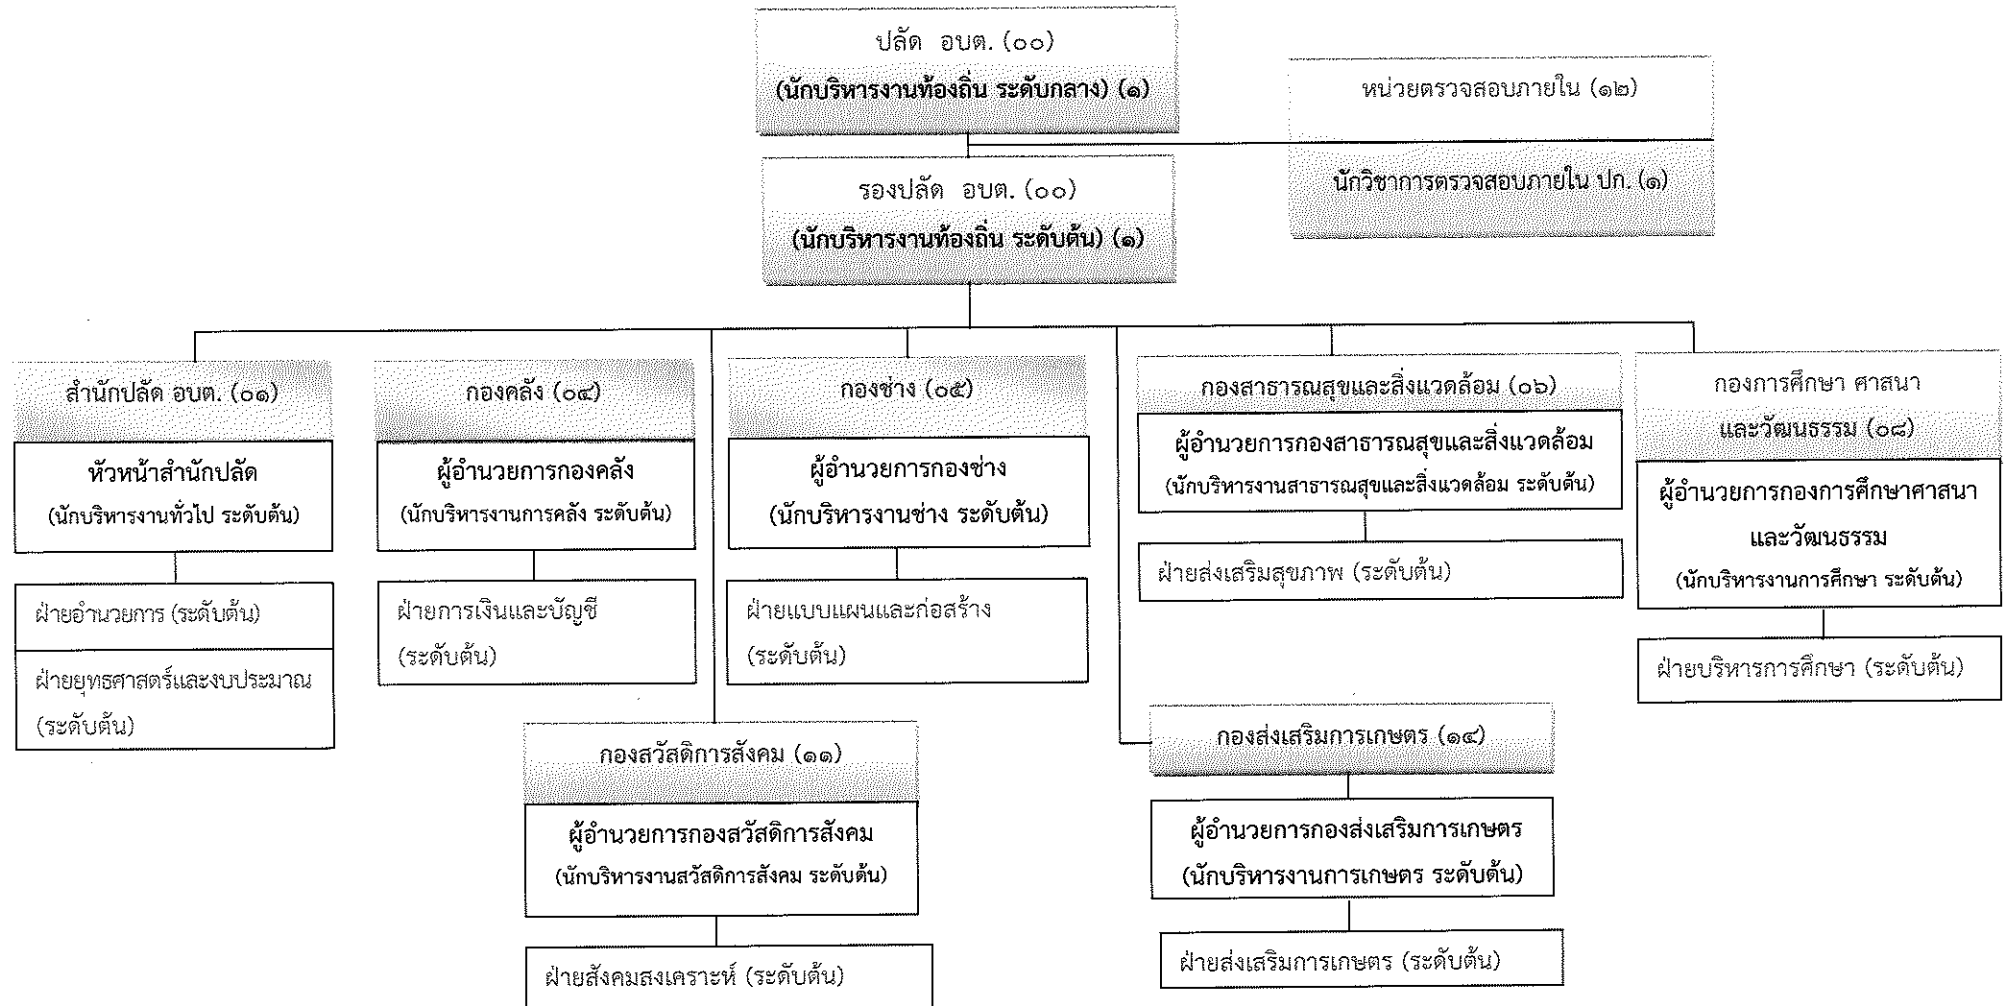 ปลัด อบต. (๐๐)
(นักบริหารงานท้องถิ่น ระดับกลาง) (๑)
หน่วยตรวจสอบภายใน (๑๒)
นักวิชาการตรวจสอบภายใน ปก. (๑)
รองปลัด อบต. (๐๐)
(นักบริหารงานท้องถิ่น ระดับต้น) (๑)
สำนักปลัด อบต. (๐๑)
หัวหน้าสำนักปลัด
(นักบริหารงานทั่วไป ระดับต้น)
ฝ่ายอำนวยการ (ระดับต้น)
ฝ่ายยุทธศาสตร์และงบประมาณ
(ระดับต้น)
กองคลัง (๐๔)
ผู้อำนวยการกองคลัง
(นักบริหารงานการคลัง ระดับต้น)
ฝ่ายการเงินและบัญชี
(ระดับต้น)
กองช่าง (๐๕)
ผู้อำนวยการกองช่าง
(นักบริหารงานช่าง ระดับต้น)
ฝ่ายแบบแผนและก่อสร้าง
(ระดับต้น)
กองสาธารณสุขและสิ่งแวดล้อม (๐๖)
ผู้อำนวยการกองสาธารณสุขและสิ่งแวดล้อม
(นักบริหารงานสาธารณสุขและสิ่งแวดล้อม ระดับต้น)
ฝ่ายส่งเสริมสุขภาพ (ระดับต้น)
กองการศึกษา ศาสนา
และวัฒนธรรม (๐๘)
ผู้อำนวยการกองการศึกษาศาสนา
และวัฒนธรรม
(นักบริหารงานการศึกษา ระดับต้น)
ฝ่ายบริหารการศึกษา (ระดับต้น)
กองสวัสดิการสังคม (๑๑)
ผู้อำนวยการกองสวัสดิการสังคม
(นักบริหารงานสวัสดิการสังคม ระดับต้น)
ฝ่ายสังคมสงเคราะห์ (ระดับต้น)
กองส่งเสริมการเกษตร (๑๔)
ผู้อำนวยการกองส่งเสริมการเกษตร
(นักบริหารงานการเกษตร ระดับต้น)
ฝ่ายส่งเสริมการเกษตร (ระดับต้น)